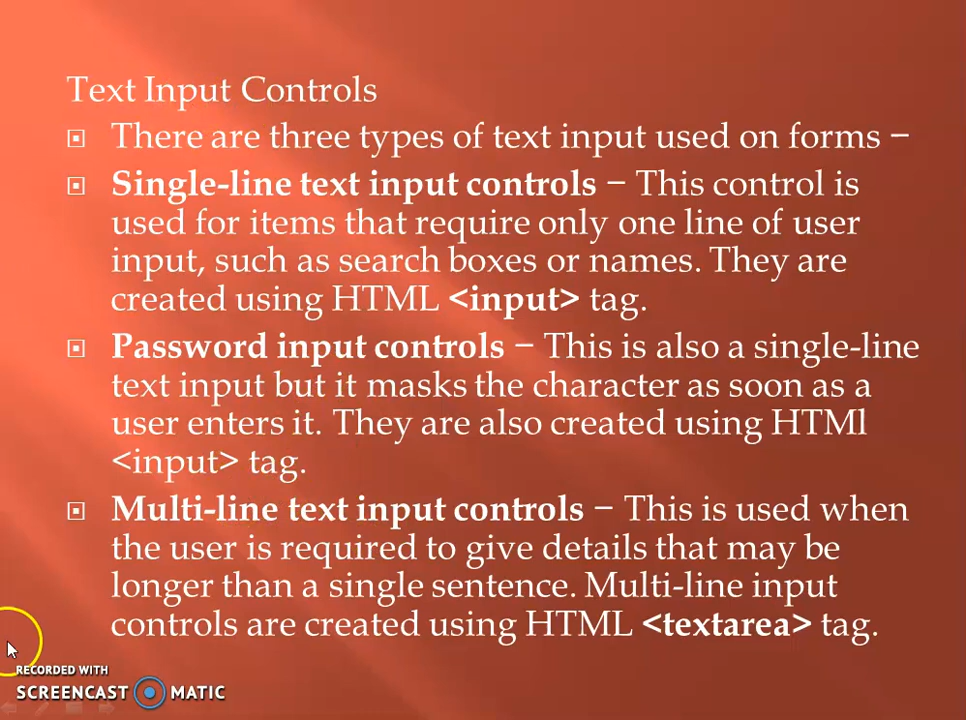 Text Input Controls
There are three types of text input used on forms −
Single-line text input controls − This control is
used for items that require only one line of user
input, such as search boxes or names. They are
created using HTML <input> tag.
Password input controls − This is also a single-line
text input but it masks the character as soon as a
user enters it. They are also created using HTMl
<input> tag.
Multi-line text input controls − This is used when
the user is required to give details that may be
longer than a single sentence. Multi-line input
controls are created using HTML <textarea> tag.
RECORDED WITH
SCREENCAST MATIC